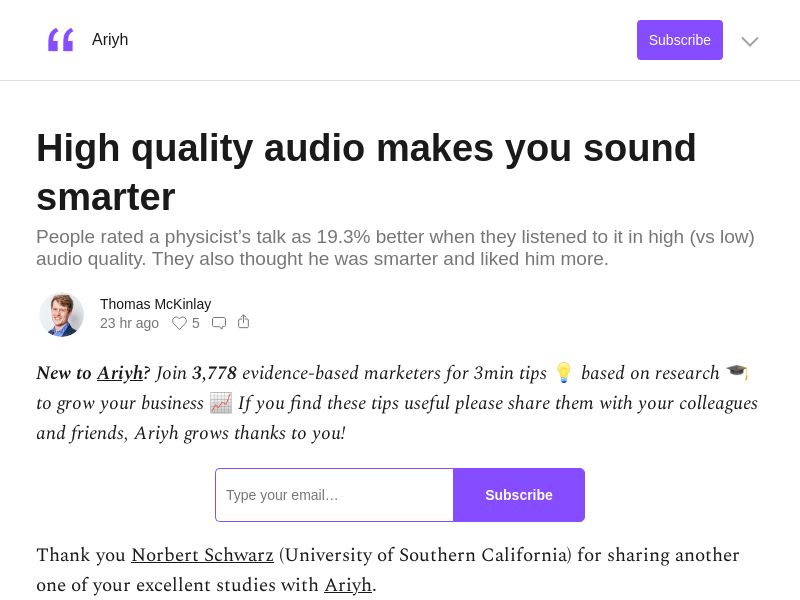 Ariyh
Subscribe
High quality audio makes you sound
smarter
People rated a physicist’s talk as 19.3% better when they listened to it in high (vs low)
audio quality. They also thought he was smarter and liked him more.
Thomas McKinlay
23 hr ago 5
New to Ariyh? Join 3,778 evidence-based marketers for 3min tips 💡 based on research 🎓
to grow your business 📈 If you find these tips useful please share them with your colleagues
and friends, Ariyh grows thanks to you!
Type your email…
Subscribe
Thank you Norbert Schwarz (University of Southern California) for sharing another
one of your excellent studies with Ariyh.